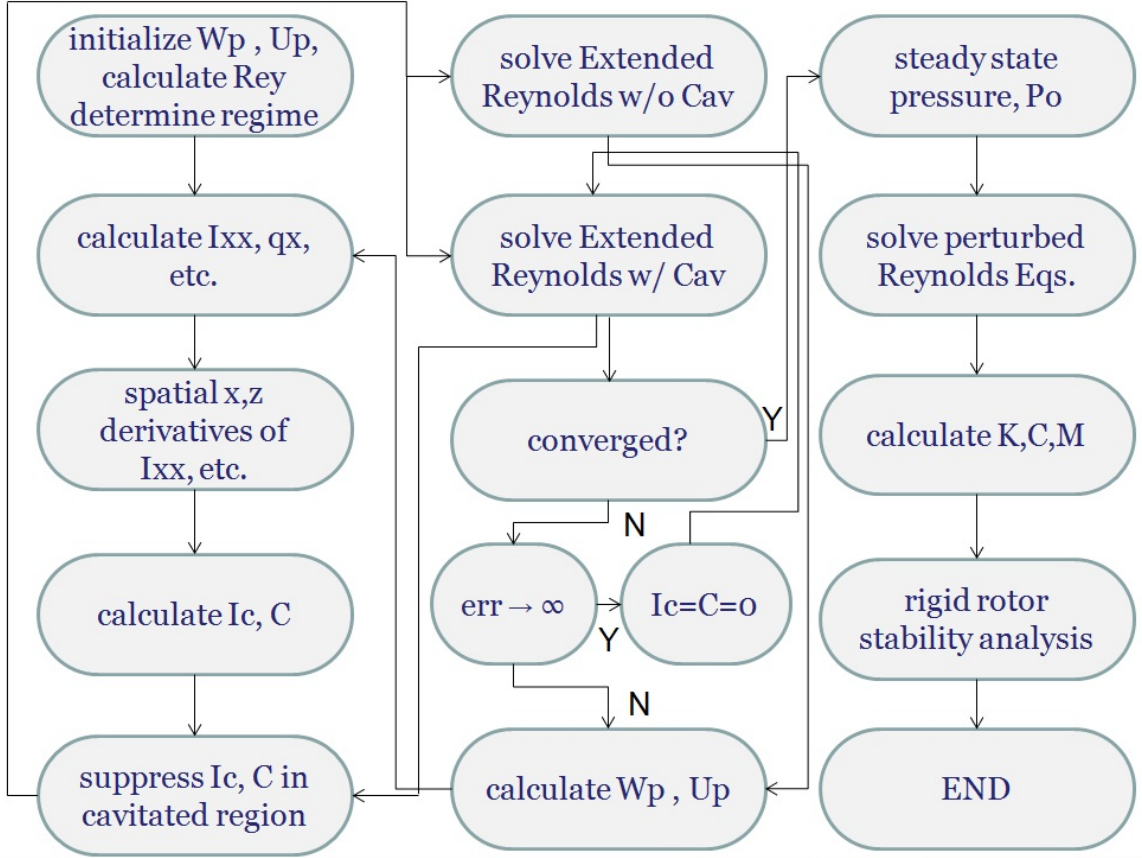 initialize Wp , Up,
calculate Rey
determine regime
calculate Ixx, qx,
etc.
spatial x,z
derivatives of
Ixx, etc.
calculate Ic, C
suppress Ic, C in
cavitated region
solve Extended
Reynolds w/o Cav
solve Extended
Reynolds w/ Cav
converged?
Y
N
err → ∞
Y
Ic=C=0
N
calculate Wp , Up
steady state
pressure, Po
solve perturbed
Reynolds Eqs.
calculate K,C,M
rigid rotor
stability analysis
END